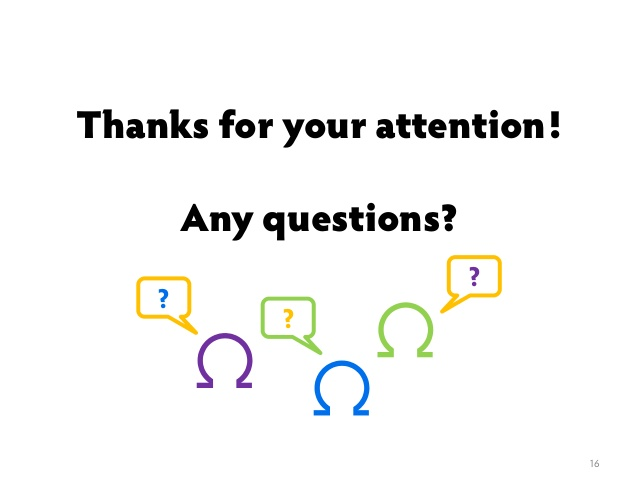 Thanks for your attention!
Any questions?
?
?
?
Ω
Ω
Ω
16